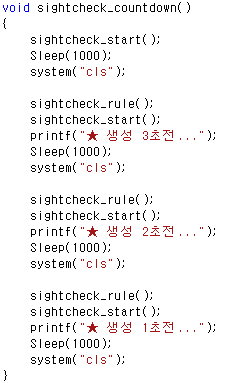 void sightcheck_countdown()
{
    sightcheck_start();
    Sleep(1000);
    system("cls");

    sightcheck_rule();
    sightcheck_start();
    printf("★ 생성 3초전...");
    Sleep(1000);
    system("cls");

    sightcheck_rule();
    sightcheck_start();
    printf("★ 생성 2초전...");
    Sleep(1000);
    system("cls");

    sightcheck_rule();
    sightcheck_start();
    printf("★ 생성 1초전...");
    Sleep(1000);
    system("cls");
}